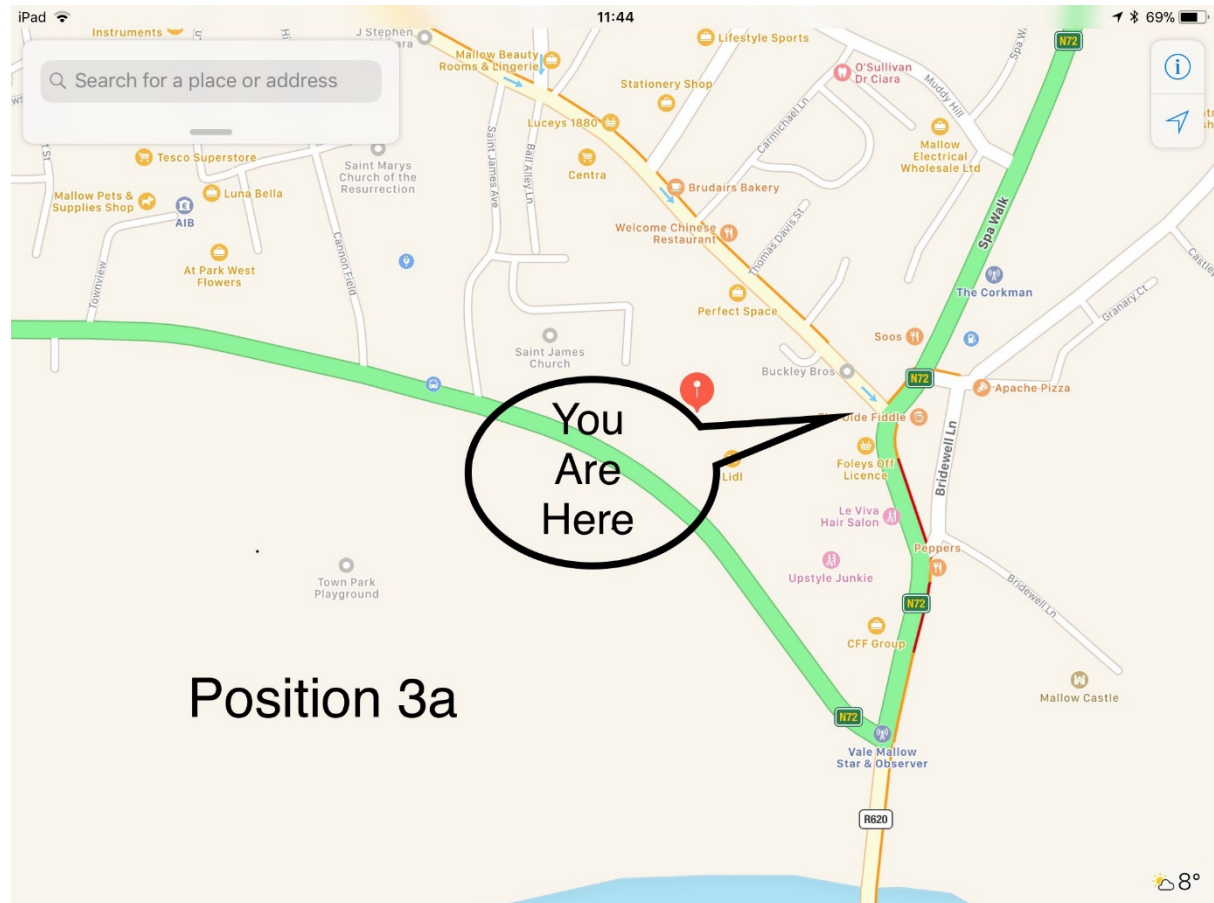 iPad
11:44
69%
Search for a place or address
Instruments
J Stephen
Mallow Beauty
Rooms & Lingerie
Lifestyle Sports
Spa W
N72
O'Sullivan
Dr Ciara
Stationery Shop
Muddy Hill
Luceys 1880
Carmichael Ln
Mallow
Electrical
Wholesale Ltd
Tesco Superstore
Saint Marys
Church of the
Resurrection
Saint James Ave
Ball Alley Ln
Centra
Mallow Pets &
Supplies Shop
Luna Bella
AIB
Brudairs Bakery
Welcome Chinese
Restaurant
Thomas Davis St
Spa Walk
Cannon Field
At Park West
Flowers
Townview
The Corkman
Castle
Granary Ct
Perfect Space
Soos
Saint James
Church
Buckley Bros
N72
Apache Pizza
You
Are
Here
Olde Fiddle
Lidl
Foleys Off
Licence
Bridewell Ln
Le Viva
Hair Salon
Peppers
Upstyle Junkie
Town Park
Playground
N72
Bridewell Ln
CFF Group
Position 3a
Mallow Castle
N72
Vale Mallow
Star & Observer
R620
8°